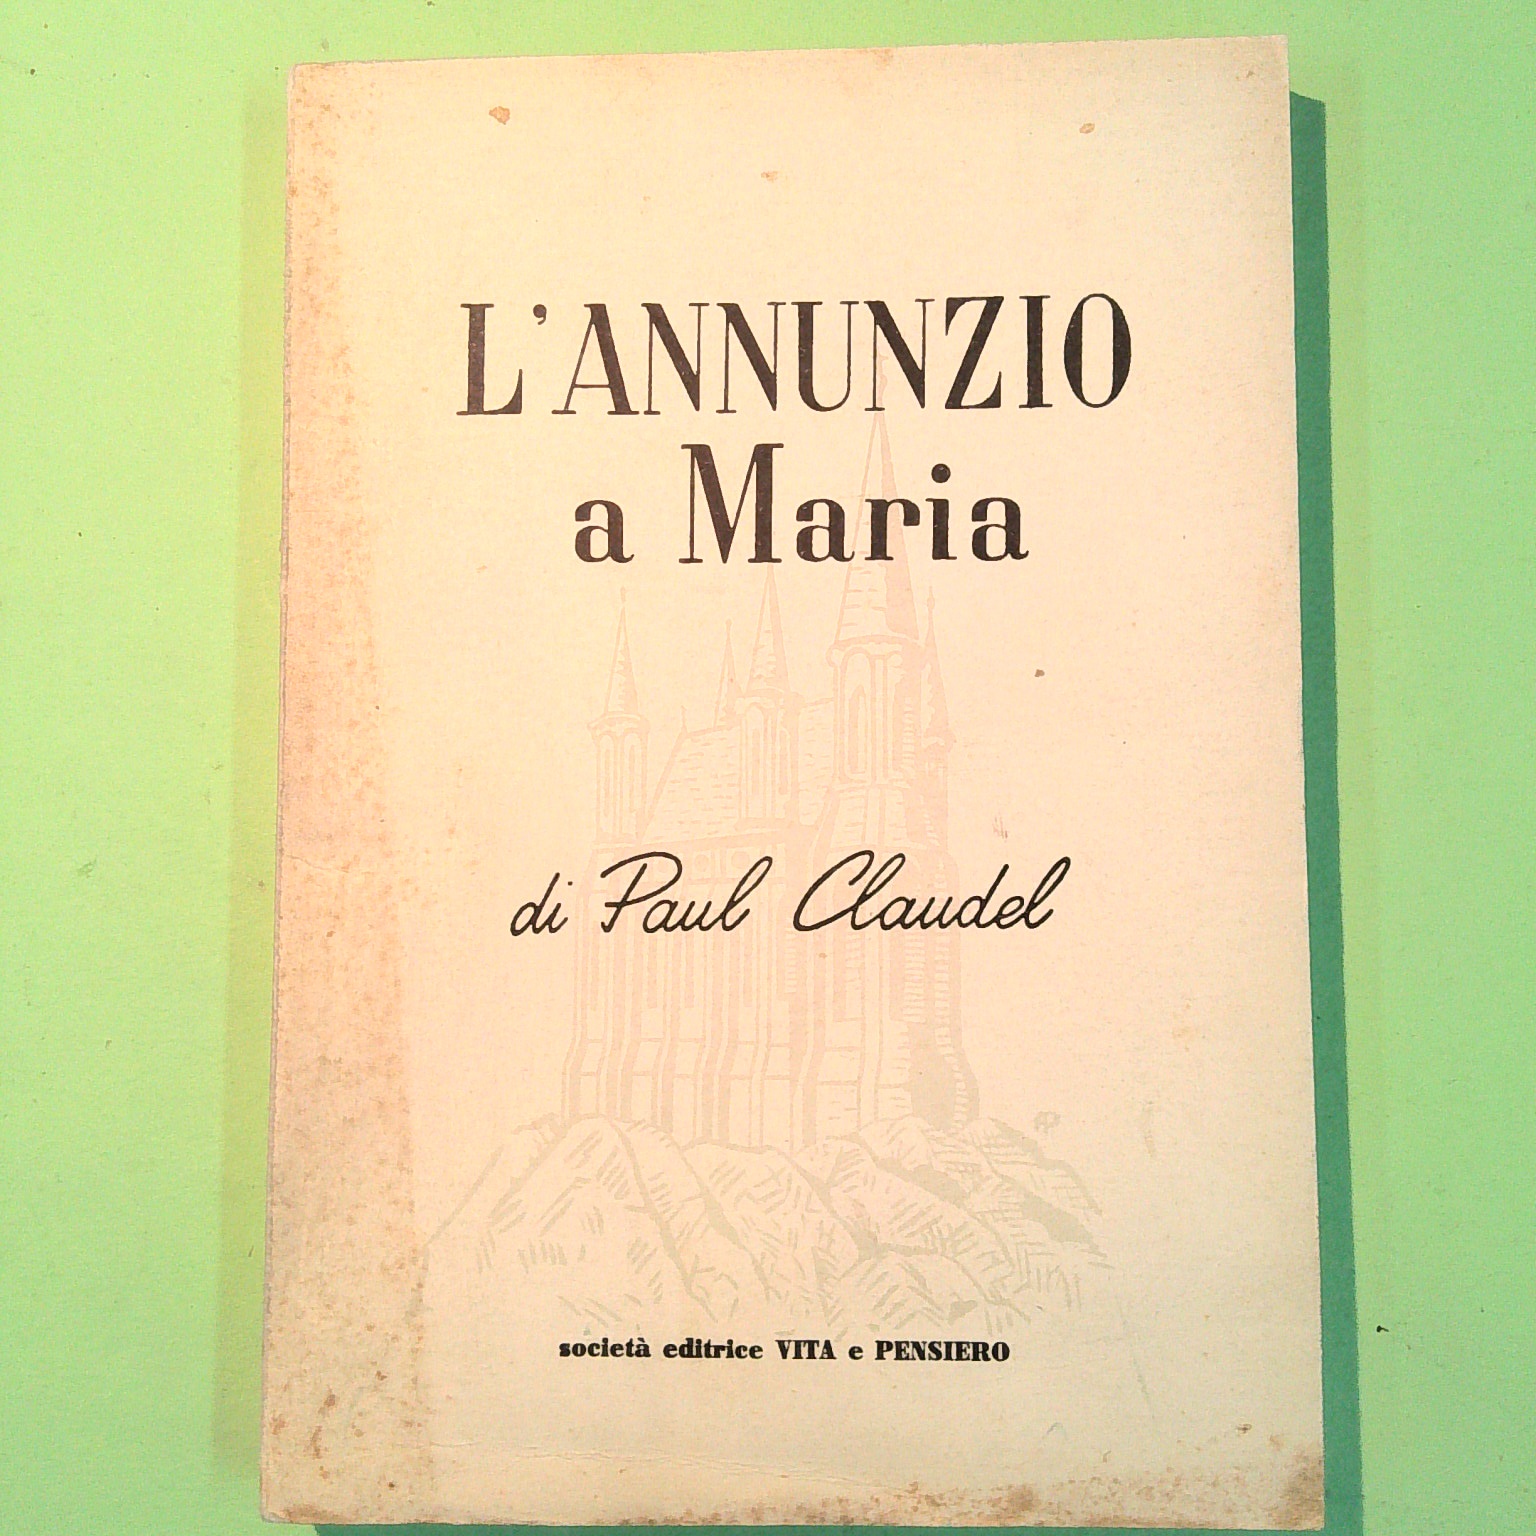 L'ANNUNZIO
a Maria
di Paul Claudel
società editrice VITA e PENSIERO